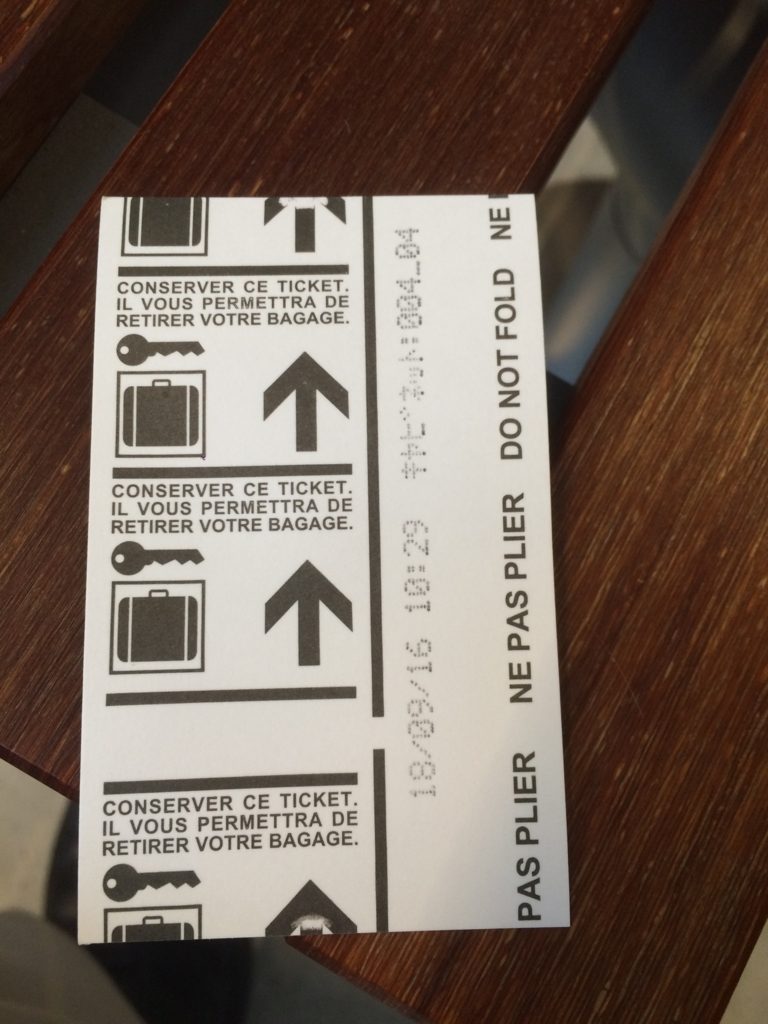 CONSERVER CE TICKET.
IL VOUS PERMETTRA DE
RETIRER VOTRE BAGAGE.
CONSERVER CE TICKET.
IL VOUS PERMETTRA DE
RETIRER VOTRE BAGAGE.
CONSERVER CE TICKET.
IL VOUS PERMETTRA DE
RETIRER VOTRE BAGAGE.
18/09/16 10:29 :004_04
PAS PLIER NE PAS PLIER DO NOT FOLD NE